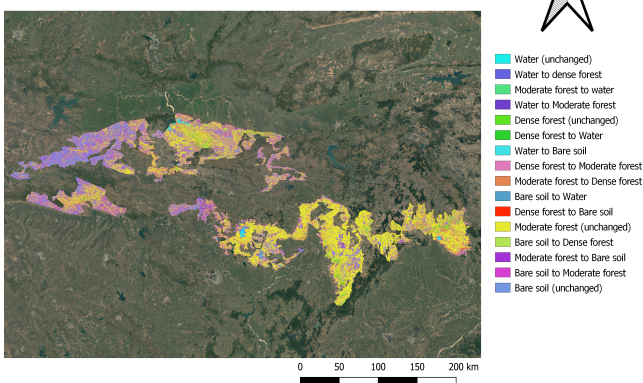 Water (unchanged)
Water to dense forest
Moderate forest to water
Water to Moderate forest
Dense forest (unchanged)
Dense forest to Water
Water to Bare soil
Dense forest to Moderate forest
Moderate forest to Dense forest
Bare soil to Water
Dense forest to Bare soil
Moderate forest (unchanged)
Bare soil to Dense forest
Moderate forest to Bare soil
Bare soil to Moderate forest
Bare soil (unchanged)
0 50 100 150 200 km